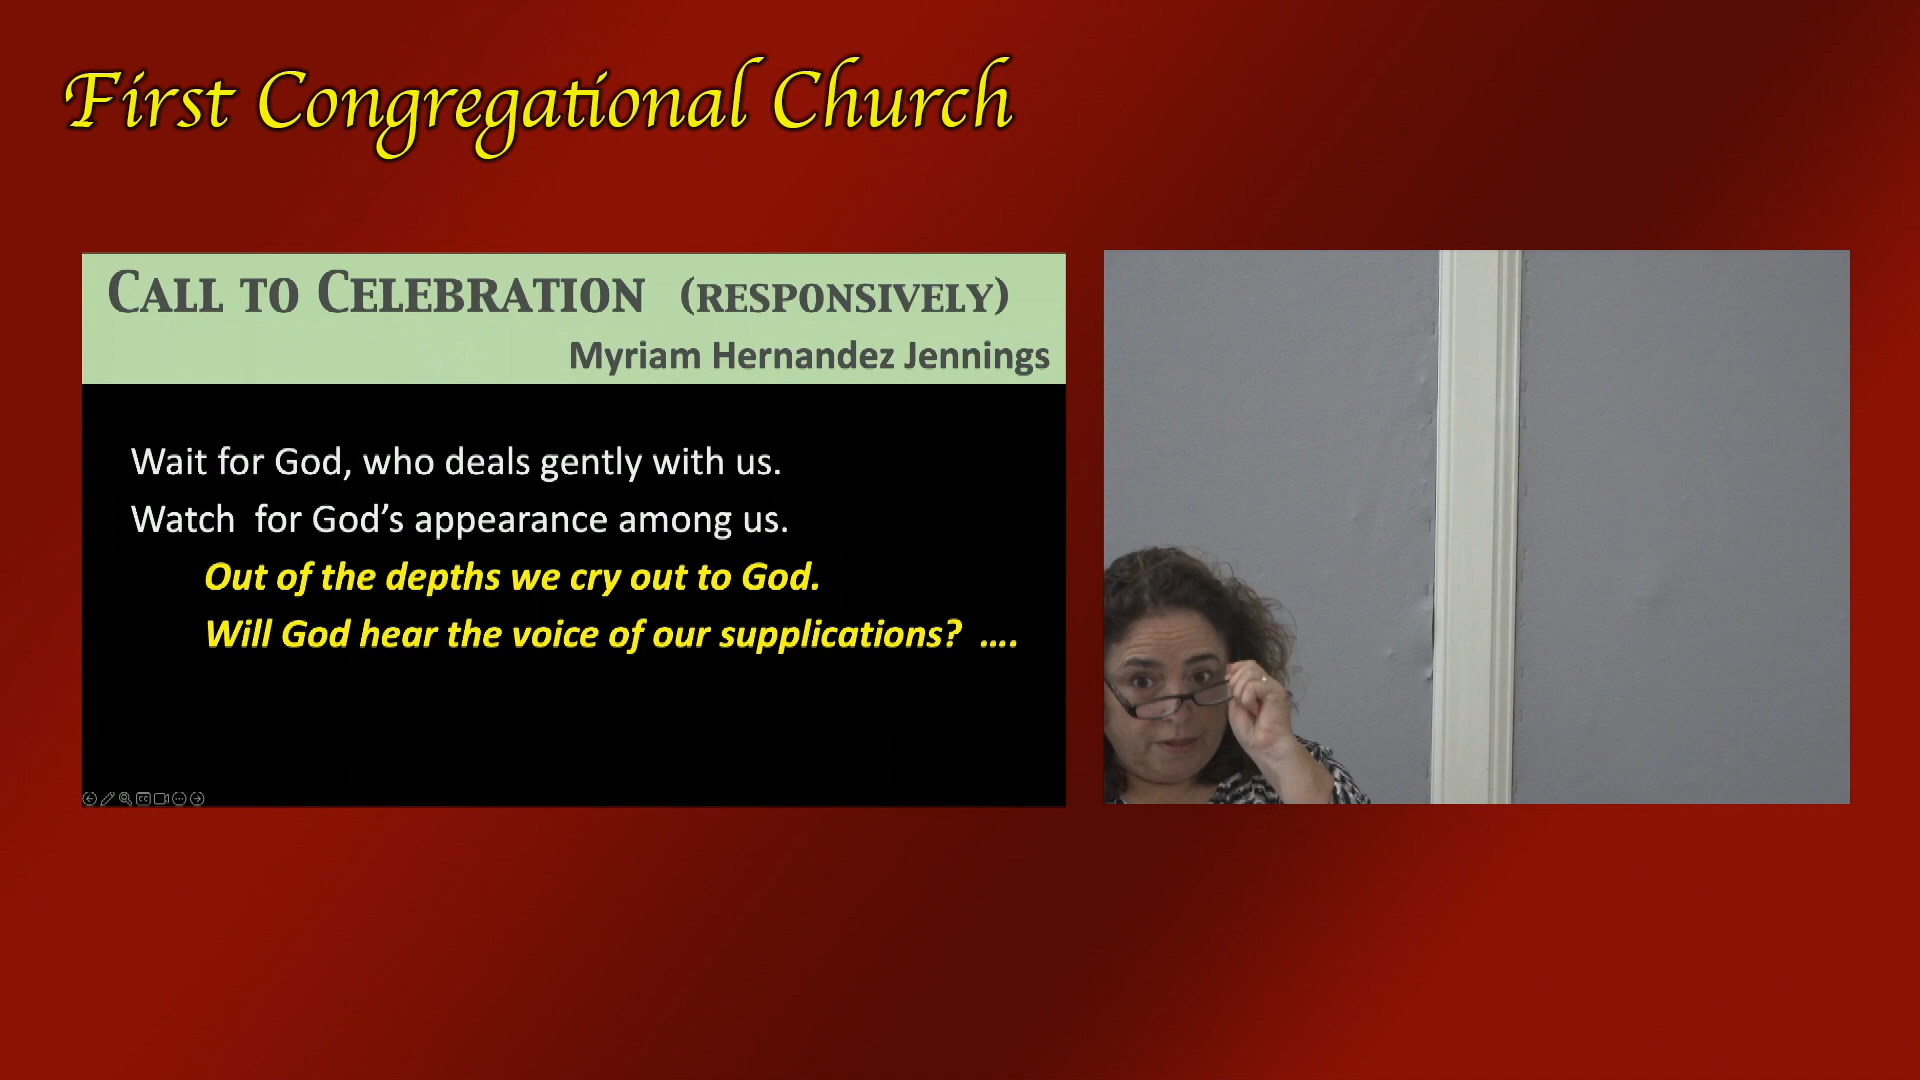 First Congregational Church
Call to Celebration (responsively)
Myriam Hernandez Jennings
Wait for God, who deals gently with us.
Watch for God’s appearance among us.
Out of the depths we cry out to God.
Will God hear the voice of our supplications? ....